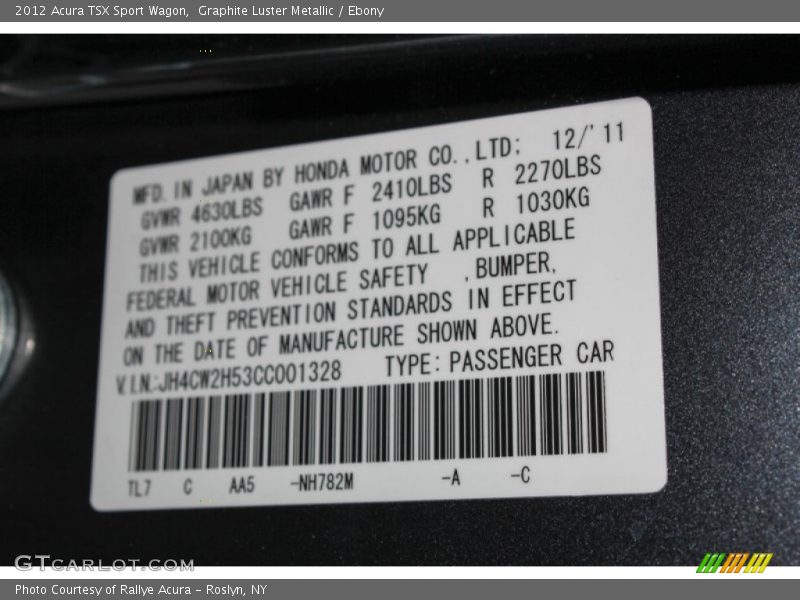 2012 Acura TSX Sport Wagon, Graphite Luster Metallic / Ebony
MFD. IN JAPAN BY HONDA MOTOR CO., LTD: 12/'11
GVWR 4630LBS GAWR F 2410LBS R 2270LBS
GVWR 2100KG GAWR F 1095KG R 1030KG
THIS VEHICLE CONFORMS TO ALL APPLICABLE
FEDERAL MOTOR VEHICLE SAFETY ,BUMPER,
AND THEFT PREVENTION STANDARDS IN EFFECT
ON THE DATE OF MANUFACTURE SHOWN ABOVE.
V.I.N.:JH4CW2H53CC001328 TYPE: PASSENGER CAR
TL7 C AA5 -NH782M -A -C
GTCARLOT.COM
Photo Courtesy of Rallye Acura - Roslyn, NY